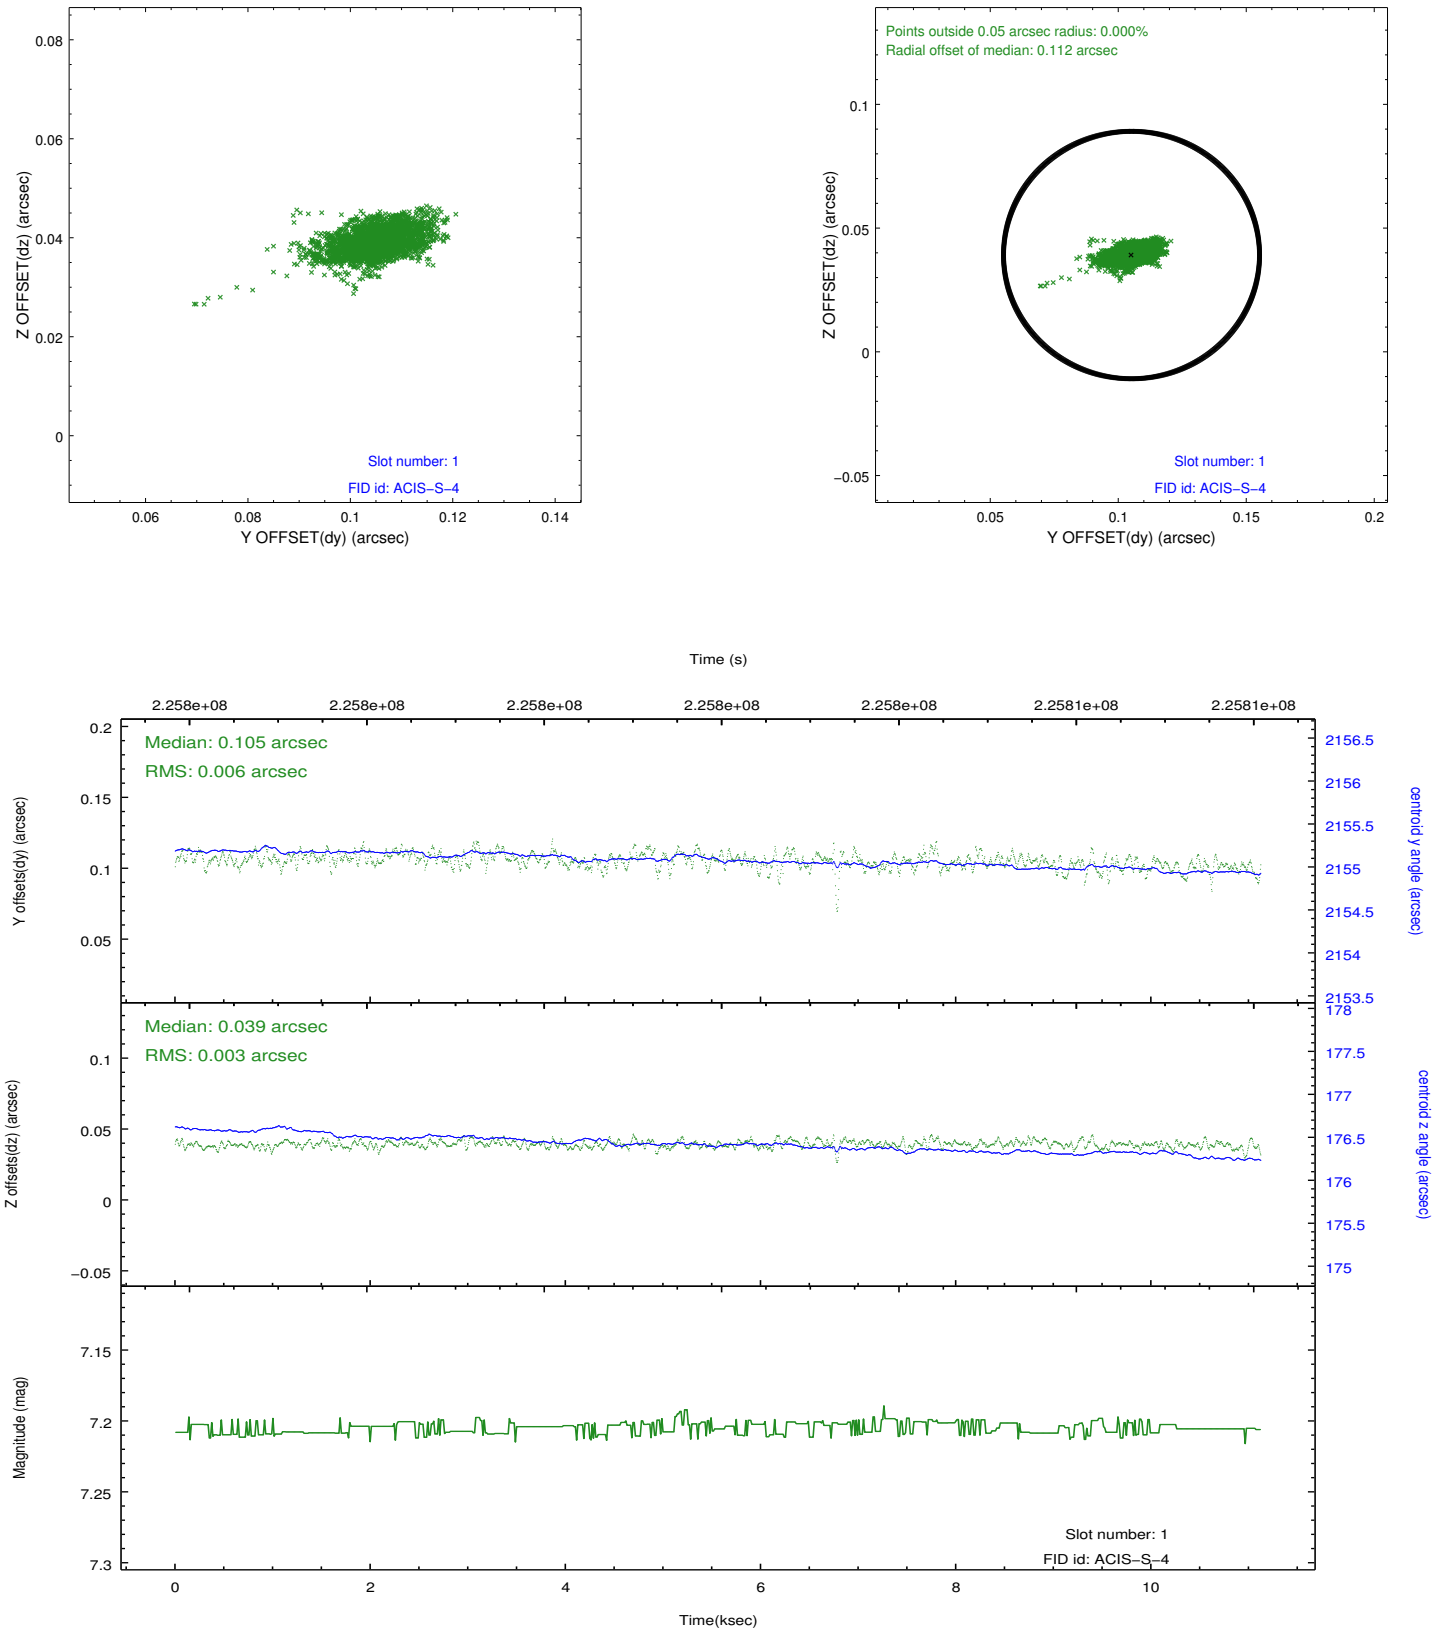 0.08
0.06
0.04
0.02
0
Z OFFSET(dz) (arcsec)
Slot number: 1
FID id: ACIS−S−4
0.06 0.08 0.1 0.12 0.14
Y OFFSET(dy) (arcsec)
Points outside 0.05 arcsec radius: 0.000%
Radial offset of median: 0.112 arcsec
0.1
0.05
0
−0.05
Z OFFSET(dz) (arcsec)
Slot number: 1
FID id: ACIS−S−4
0.05 0.1 0.15 0.2
Y OFFSET(dy) (arcsec)
Time (s)
2.258e+08 2.258e+08 2.258e+08 2.258e+08 2.258e+08 2.2581e+08 2.2581e+08
Median: 0.105 arcsec
RMS: 0.006 arcsec
0.2
0.15
0.1
0.05
Y offsets(dy) (arcsec)
2156.5
2156
2155.5
2155
2154.5
2154
2153.5
centroid y angle (arcsec)
Median: 0.039 arcsec
RMS: 0.003 arcsec
0.1
0.05
0
−0.05
Z offsets(dz) (arcsec)
178
177.5
177
176.5
176
175.5
175
centroid z angle (arcsec)
7.15
7.2
7.25
7.3
Magnitude (mag)
Slot number: 1
FID id: ACIS−S−4
0 2 4 6 8 10
Time(ksec)